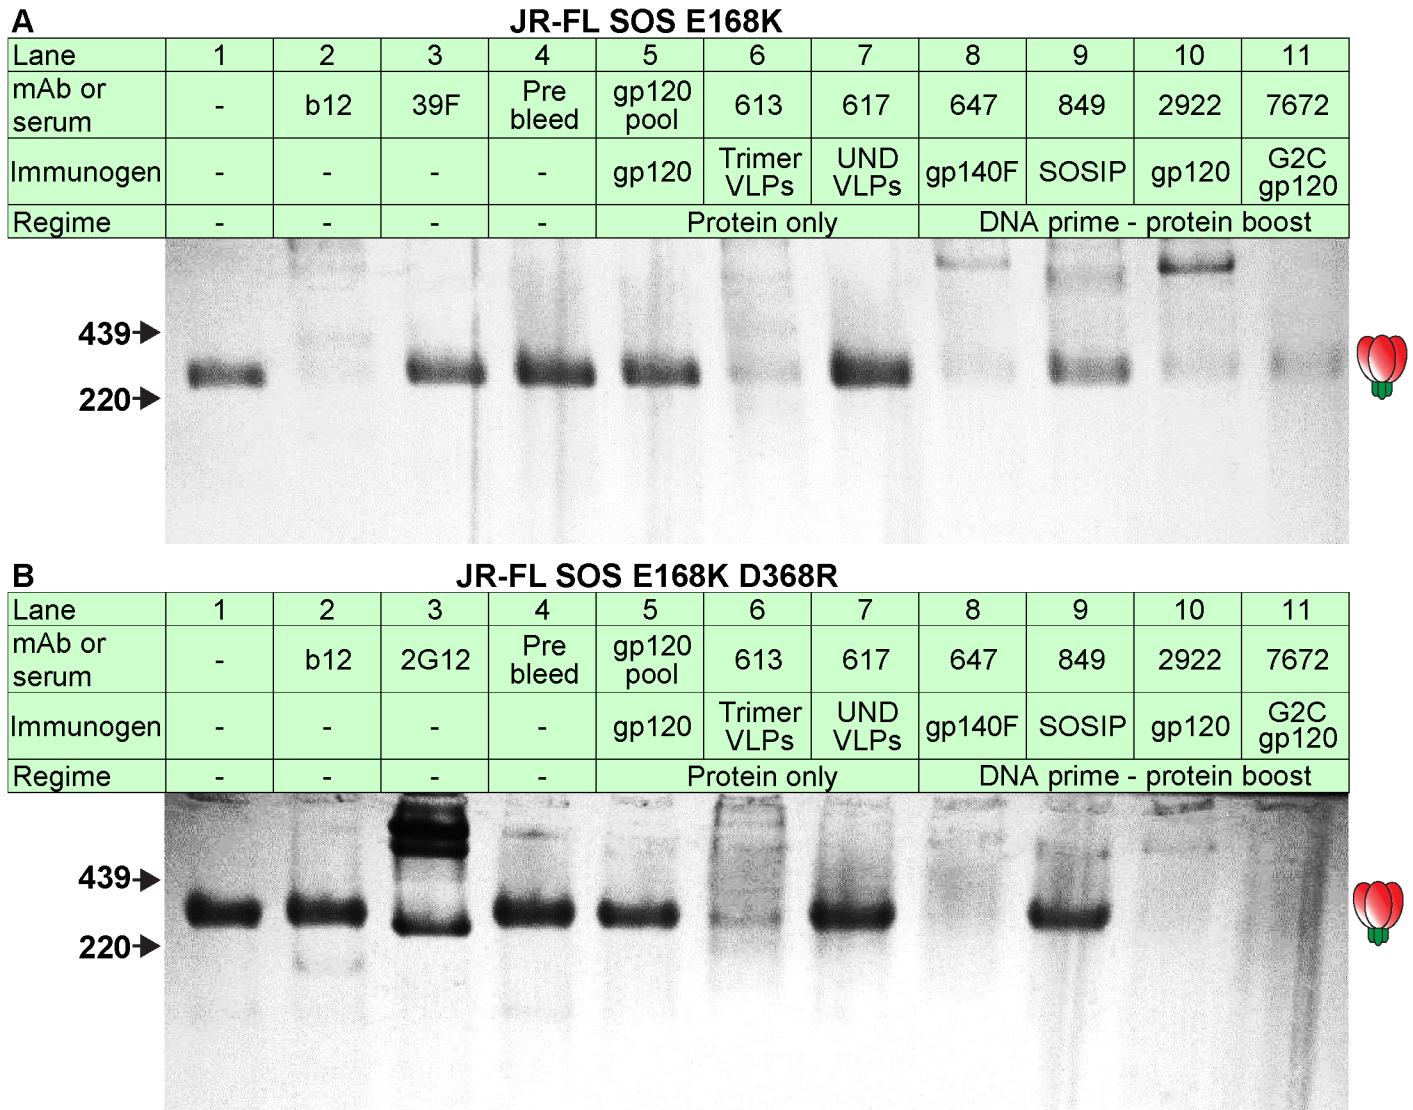 A
JR-FL SOS E168K
Lane 1 2 3 4 5 6 7 8 9 10 11
mAb or serum - b12 39F Pre bleed gp120 pool 613 617 647 849 2922 7672
Immunogen - - - - gp120 Trimer VLPs UND VLPs gp140F SOSIP gp120 G2C gp120
Regime - - - - Protein only DNA prime - protein boost
439
220
B
JR-FL SOS E168K D368R
Lane 1 2 3 4 5 6 7 8 9 10 11
mAb or serum - b12 2G12 Pre bleed gp120 pool 613 617 647 849 2922 7672
Immunogen - - - - gp120 Trimer VLPs UND VLPs gp140F SOSIP gp120 G2C gp120
Regime - - - - Protein only DNA prime - protein boost
439
220